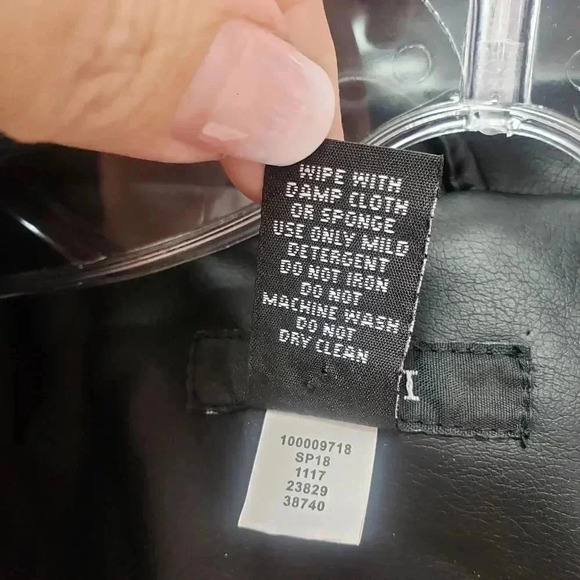 WIPE WITH
DAMP CLOTH
OR SPONGE
USE ONLY MILD
DETERGENT
DO NOT IRON
DO NOT
MACHINE WASH
DO NOT
DRY CLEAN
I
100009718
SP18
1117
23829
38740